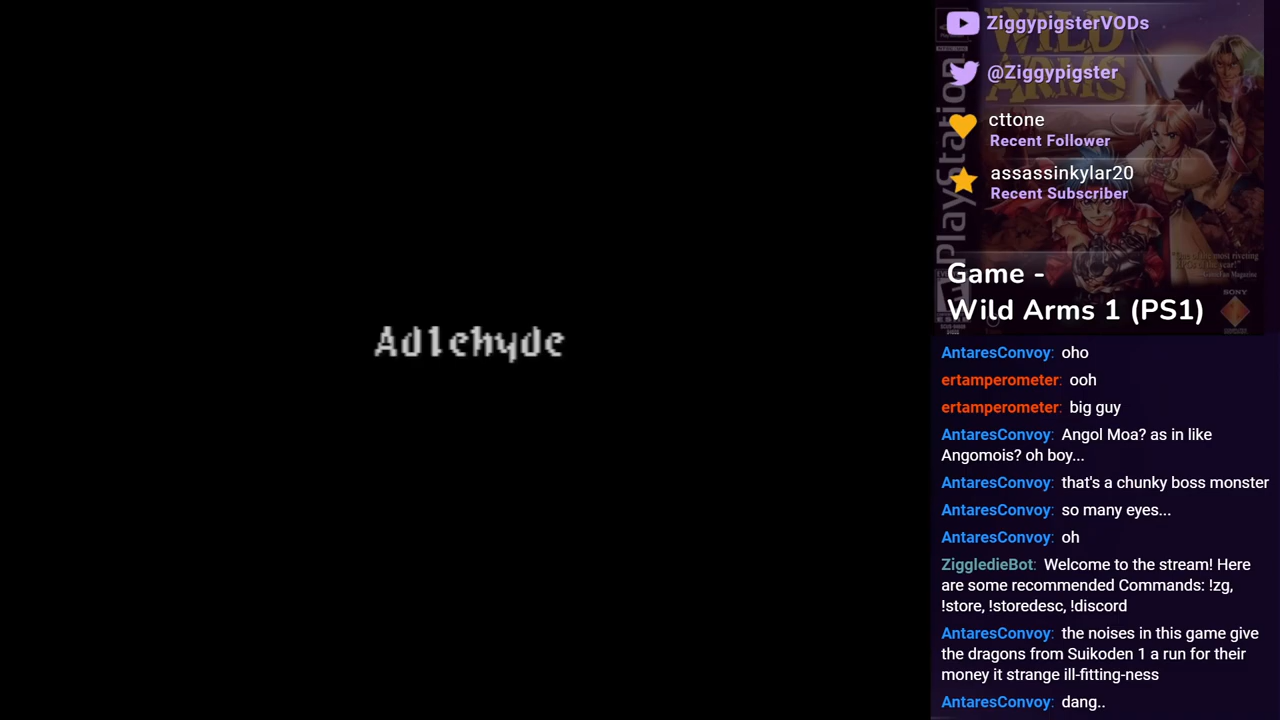 Adlehyde
ZiggypigsterVODs
@Ziggypigster
cttone
Recent Follower
assassinkylar20
Recent Subscriber
WILD
ARMS
PlayStation
SONY
Game -
Wild Arms 1 (PS1)
AntaresConvoy: oho
ertamperometer: ooh
ertamperometer: big guy
AntaresConvoy: Angol Moa? as in like
Angomois? oh boy...
AntaresConvoy: that's a chunky boss monster
AntaresConvoy: so many eyes...
AntaresConvoy: oh
ZiggledieBot: Welcome to the stream! Here
are some recommended Commands: !zg,
!store, !storedesc, !discord
AntaresConvoy: the noises in this game give
the dragons from Suikoden 1 a run for their
money it strange ill-fitting-ness
AntaresConvoy: dang..